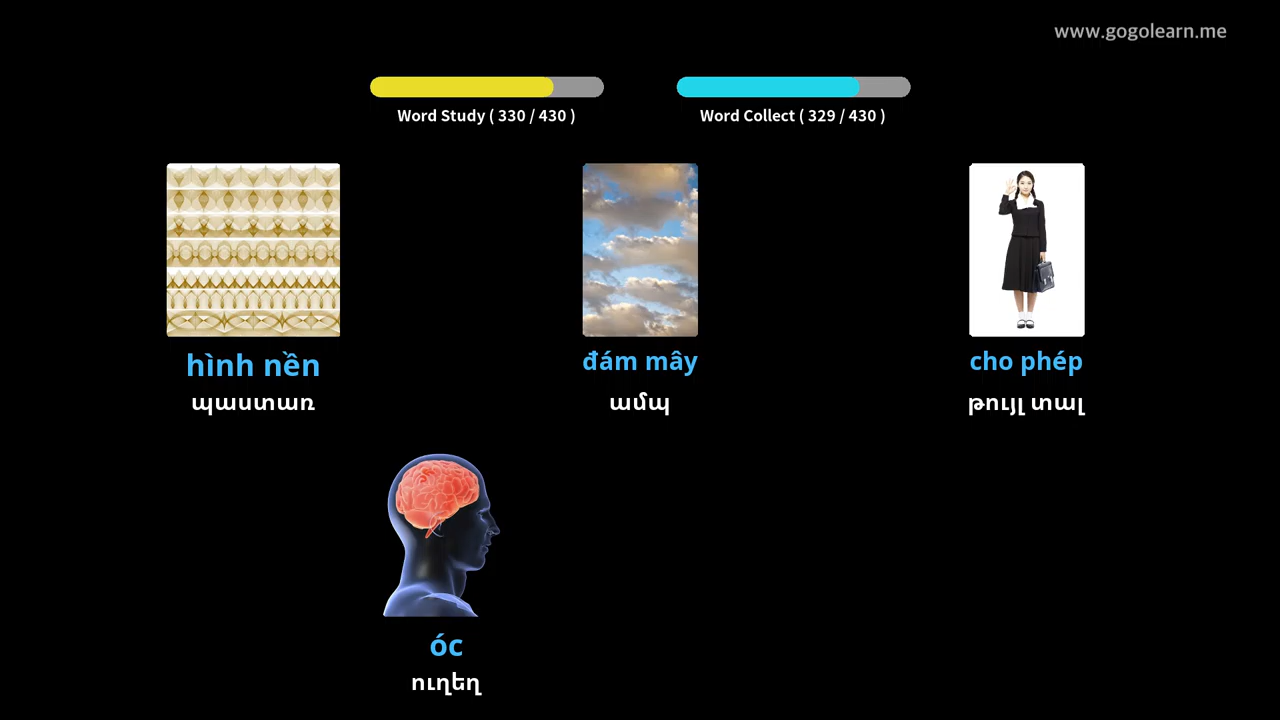 www.gogolearn.me
Word Study ( 330 / 430 )
Word Collect ( 329 / 430 )
hình nền
պաստառ
đám mây
ամպ
cho phép
թույլ տալ
óc
ուղեղ